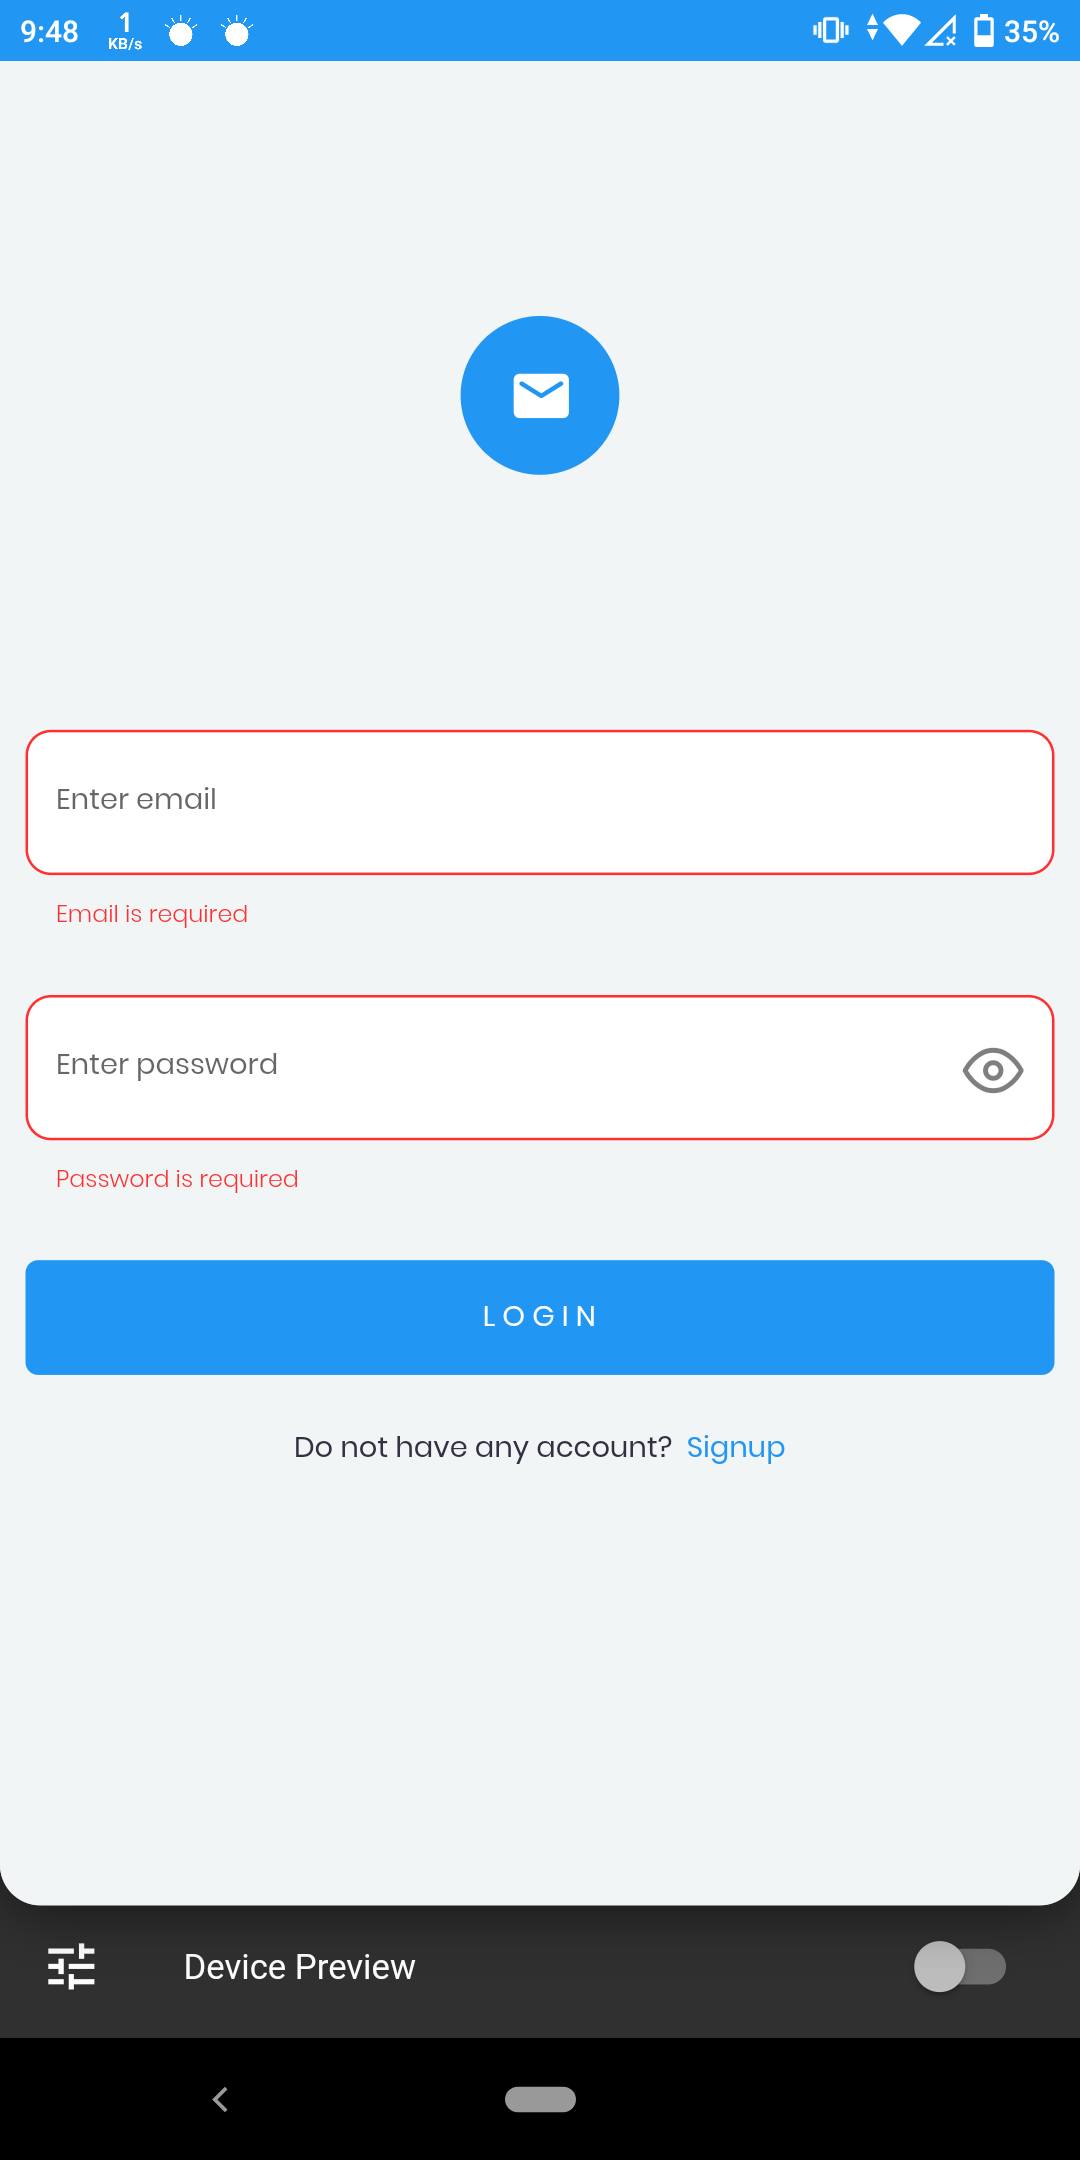 9:48 1 KB/s 35%
Enter email
Email is required
Enter password
Password is required
LOGIN
Do not have any account? Signup
Device Preview